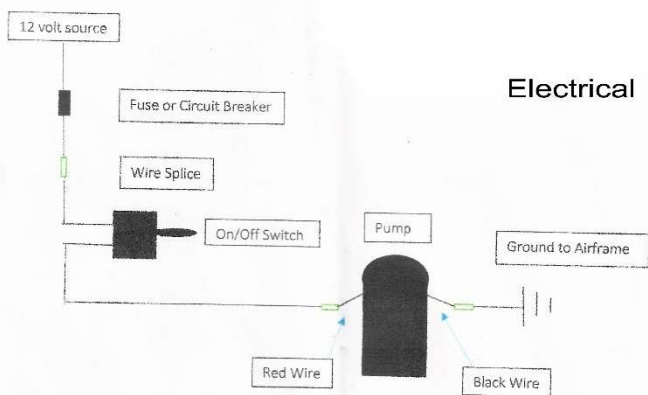 12 volt source
Electrical
Fuse or Circuit Breaker
Wire Splice
On/Off Switch
Pump
Ground to Airframe
Red Wire
Black Wire